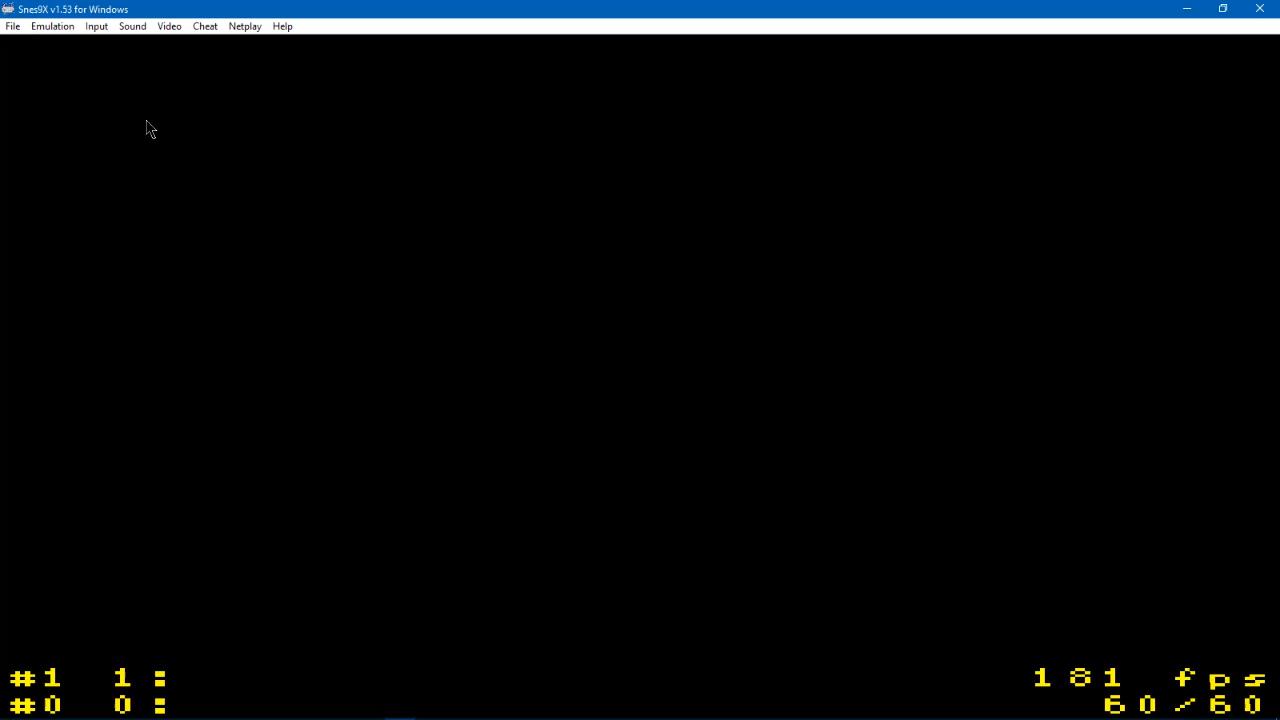 Snes9X v1.53 for Windows
File Emulation Input Sound Video Cheat Netplay Help
#1 1: 181 fps
#0 0: 60/60